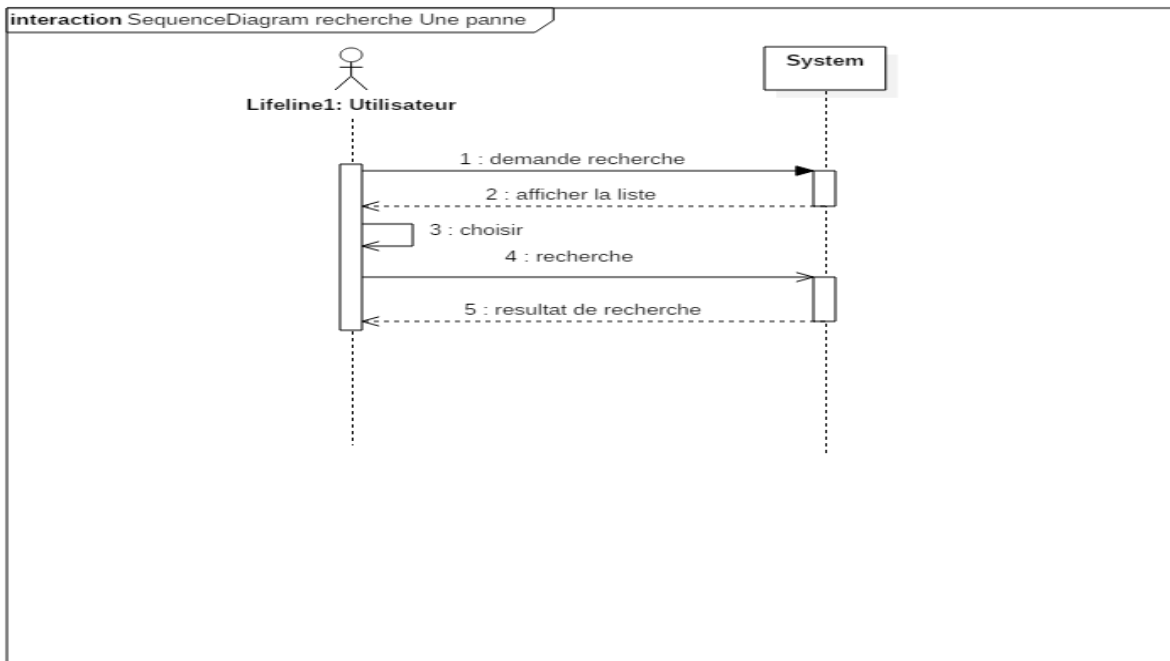 interaction SequenceDiagram recherche Une panne
System
Lifeline1: Utilisateur
1 : demande recherche
2 : afficher la liste
3 : choisir
4 : recherche
5 : resultat de recherche